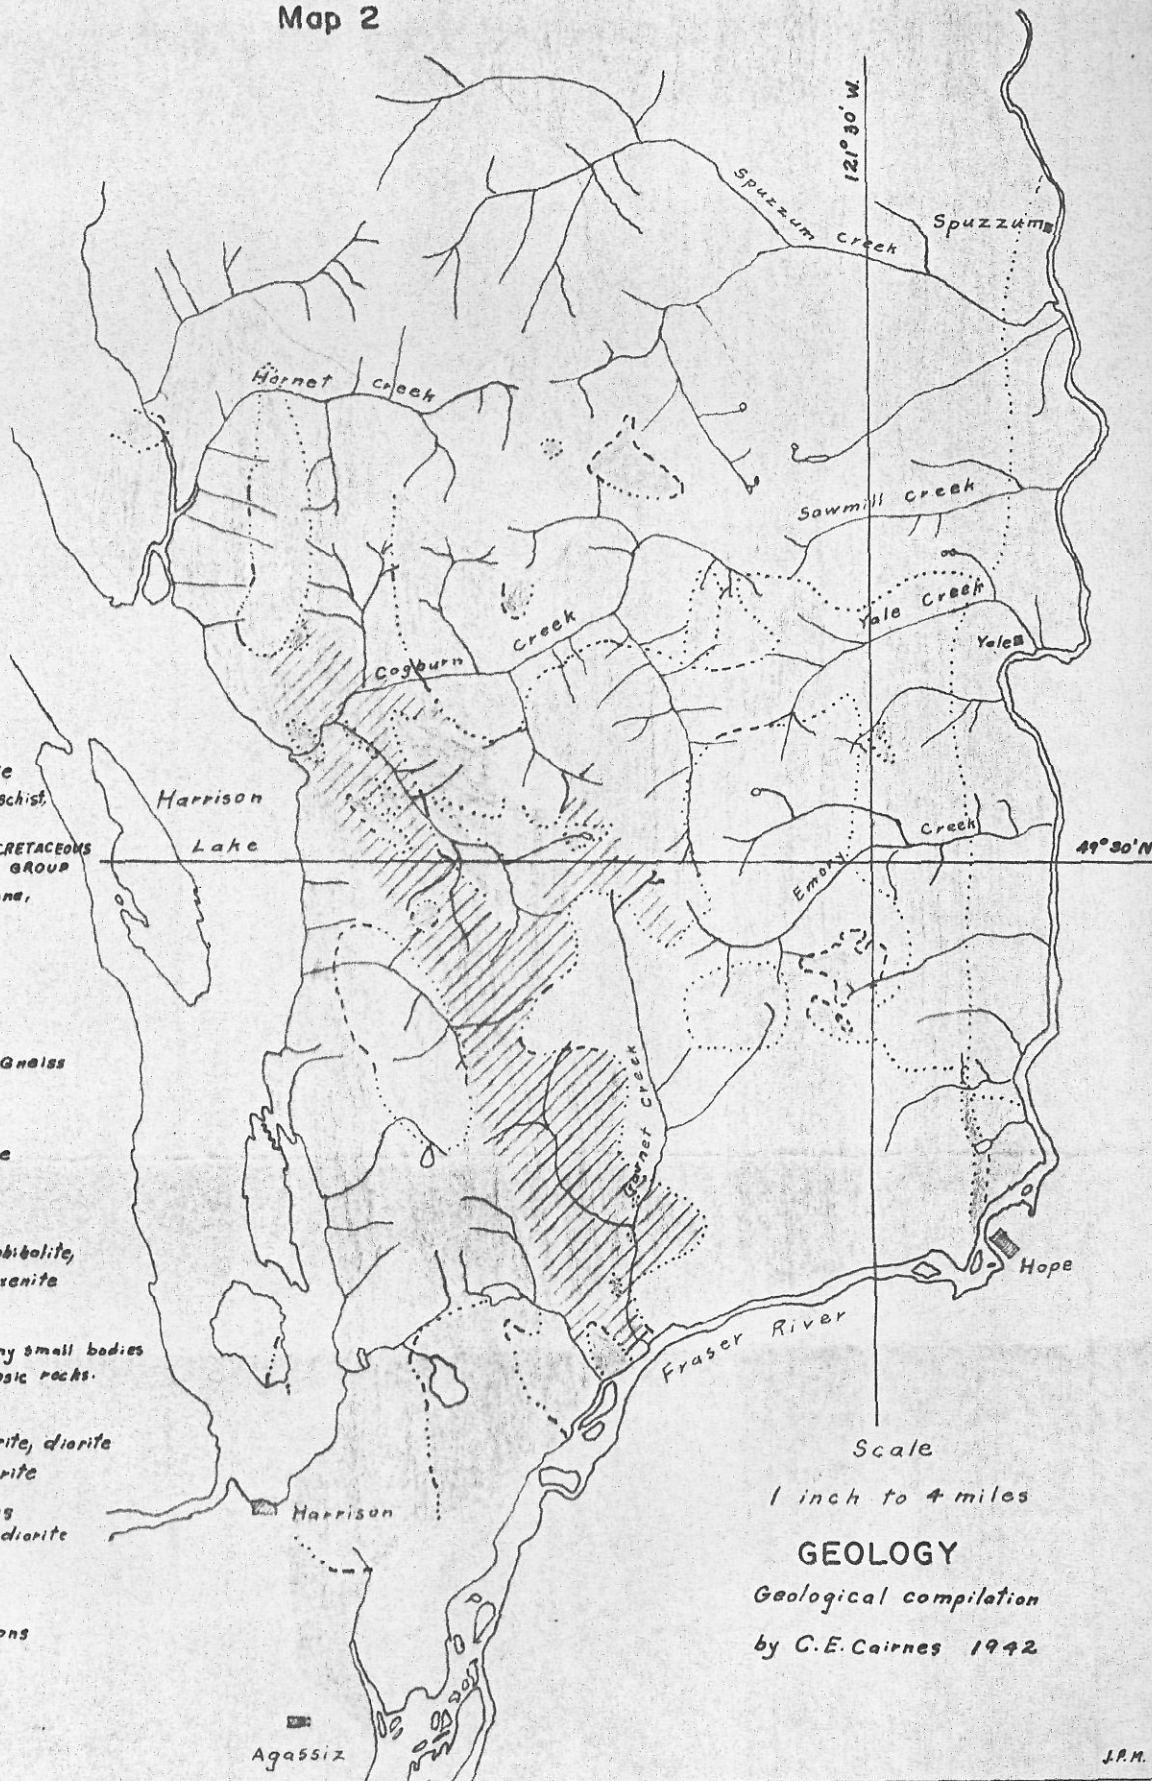 Map 2
121° 30' W.
Spuzzum Creek
Spuzzum
Hornet Creek
Sawmill Creek
Yale Creek
Yale
Cogburn Creek
Harrison
Lake
schist,
CRETACEOUS
GROUP
49° 30' N
Emory Creek
Gneiss
Garnet Creek
Hope
small bodies
rocks.
Fraser River
diorite
Scale
1 inch to 4 miles
Harrison
diorite
GEOLOGY
Geological compilation
by C.E. Cairnes 1942
Agassiz
J.P.M.